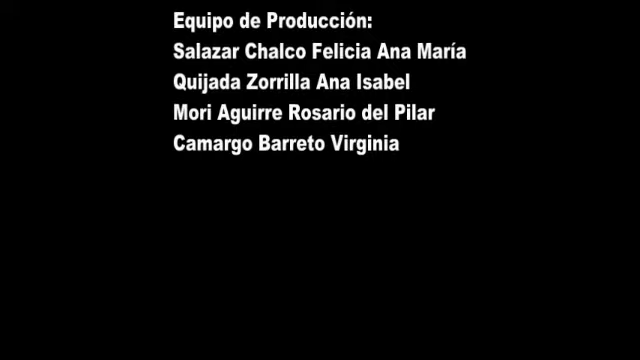 Equipo de Producción:
Salazar Chalco Felicia Ana María
Quijada Zorrilla Ana Isabel
Mori Aguirre Rosario del Pilar
Camargo Barreto Virginia